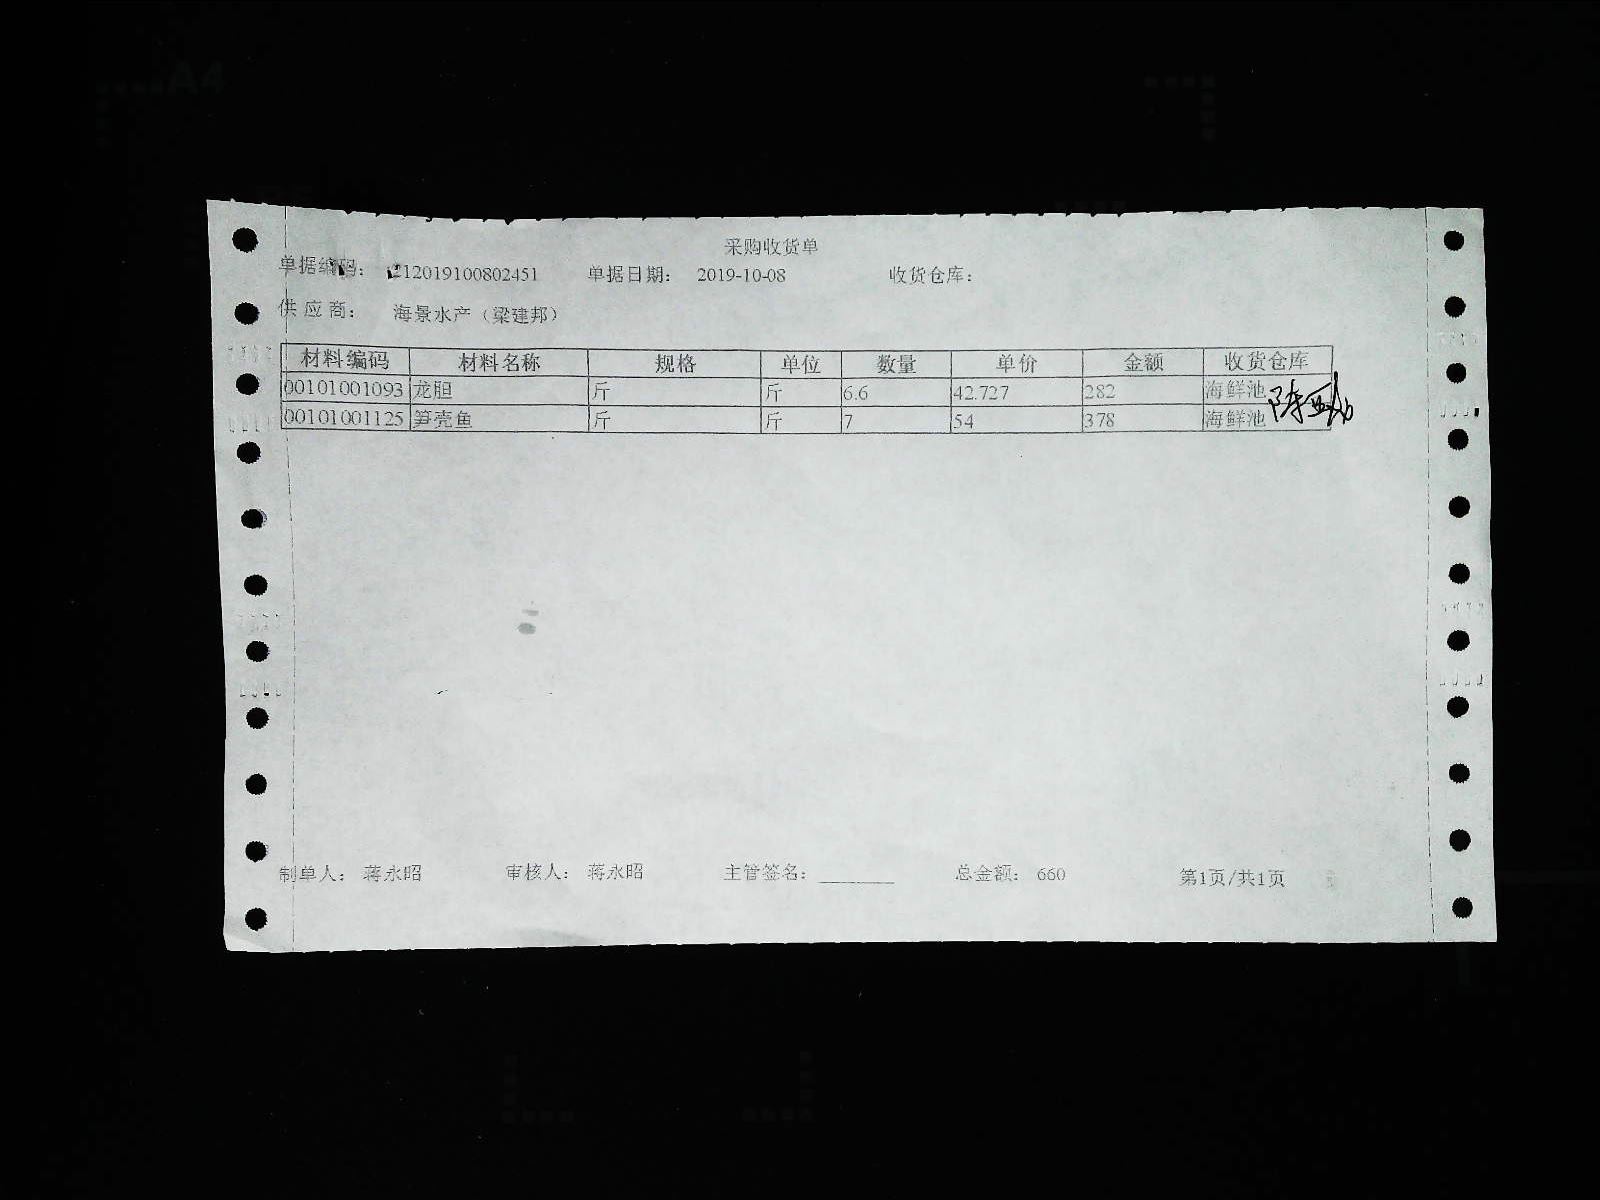 A4
采购收货单
单据编码： 212019100802451 单据日期： 2019-10-08 收货仓库：
供应商： 海景水产（梁建邦）
材料编码 材料名称 规格 单位 数量 单价 金额 收货仓库
00101001093 龙胆 斤 斤 6.6 42.727 282 海鲜池
00101001125 笋壳鱼 斤 斤 7 54 378 海鲜池
制单人： 蒋永昭 审核人： 蒋永昭 主管签名： 总金额： 660 第1页/共1页